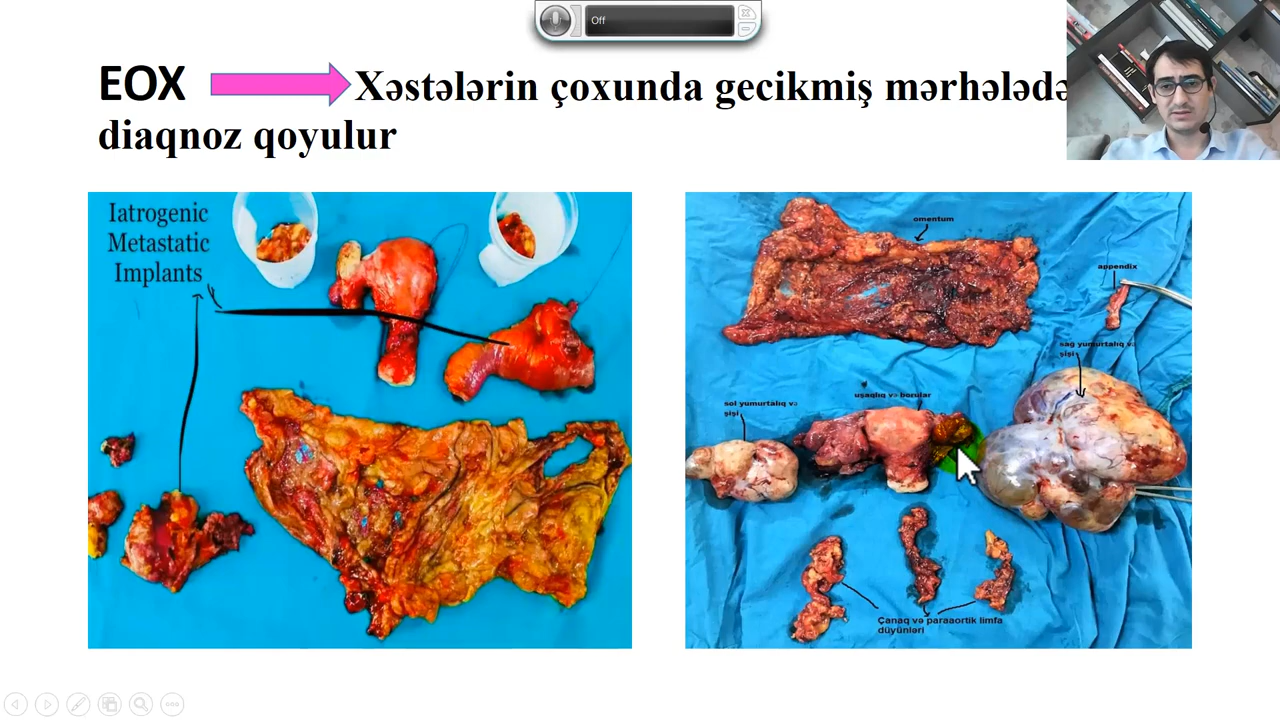 Off
EOX Xəstələrin çoxunda gecikmiş mərhələdə
diaqnoz qoyulur
Iatrogenic
Metastatic
Implants
omentum
appendix
sağ yumurtalıq və
şişi
uşaqlıq və borular
sol yumurtalıq və
şişi
Çanaq və paraaortik limfa
düyünləri